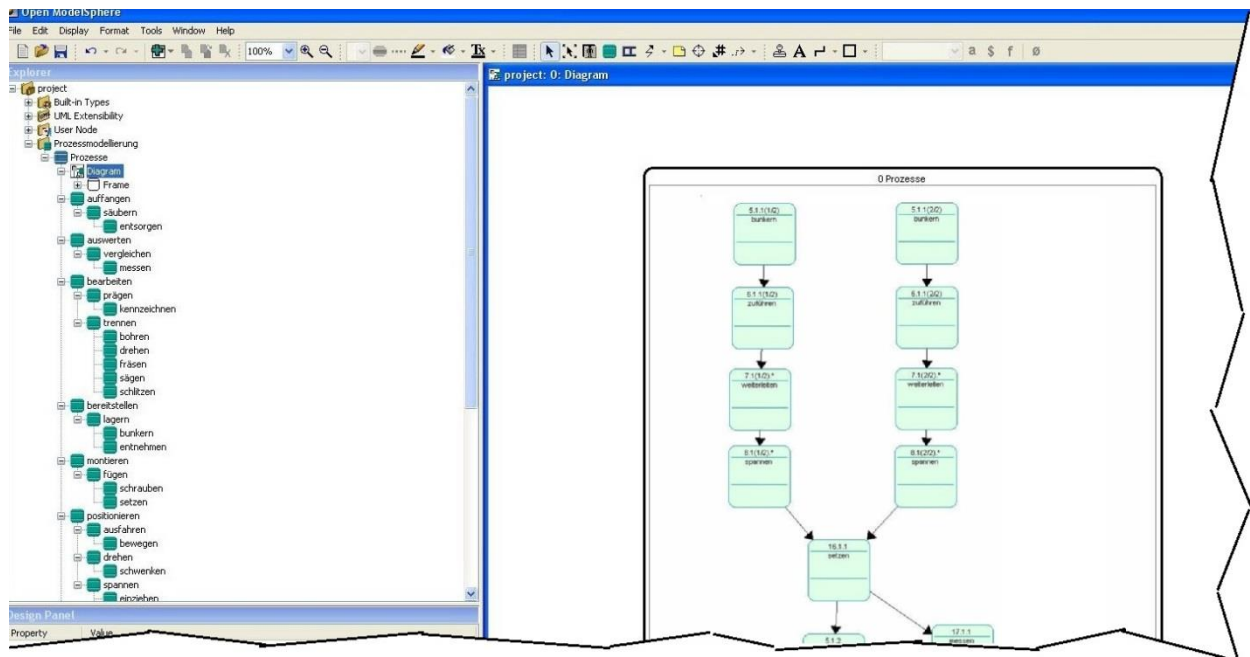 Open ModelSphere
File Edit Display Format Tools Window Help
100%
a $ f ø
Explorer
project: 0: Diagram
project
Built-in Types
UML Extensibility
User Node
Prozessmodellierung
Prozesse
Diagram
Frame
auffangen
säubern
entsorgen
auswerten
vergleichen
messen
bearbeiten
prägen
kennzeichnen
trennen
bohren
drehen
fräsen
sägen
schlitzen
bereitstellen
lagern
bunkern
entnehmen
montieren
fügen
schrauben
setzen
positionieren
ausfahren
bewegen
drehen
schwenken
spannen
einziehen
Design Panel
Property Value
0 Prozesse
5.1.1(1/2)
bunkern
5.1.1(2/2)
bunkern
6.1.1(1/2)
zuführen
6.1.1(2/2)
zuführen
7.1(1/2).*
weiterleiten
7.1(2/2).*
weiterleiten
8.1(1/2).*
spannen
8.1(2/2).*
spannen
16.1.1
setzen
5.1.2
17.1.1
messen